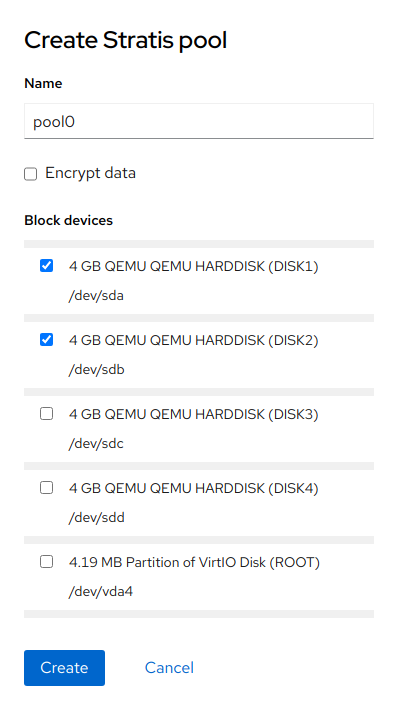 Create Stratis pool
Name
pool0
Encrypt data
Block devices
4 GB QEMU QEMU HARDDISK (DISK1)
/dev/sda
4 GB QEMU QEMU HARDDISK (DISK2)
/dev/sdb
4 GB QEMU QEMU HARDDISK (DISK3)
/dev/sdc
4 GB QEMU QEMU HARDDISK (DISK4)
/dev/sdd
4.19 MB Partition of VirtIO Disk (ROOT)
/dev/vda4
Create Cancel